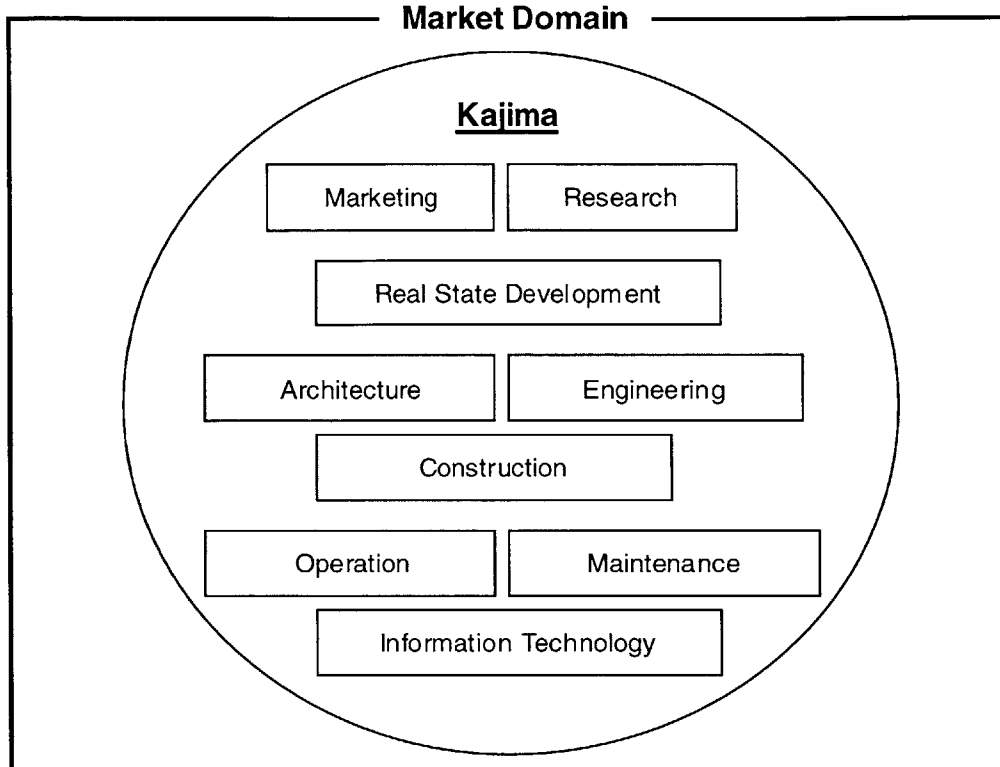 Market Domain
Kajima
Marketing Research
Real State Development
Architecture Engineering
Construction
Operation Maintenance
Information Technology